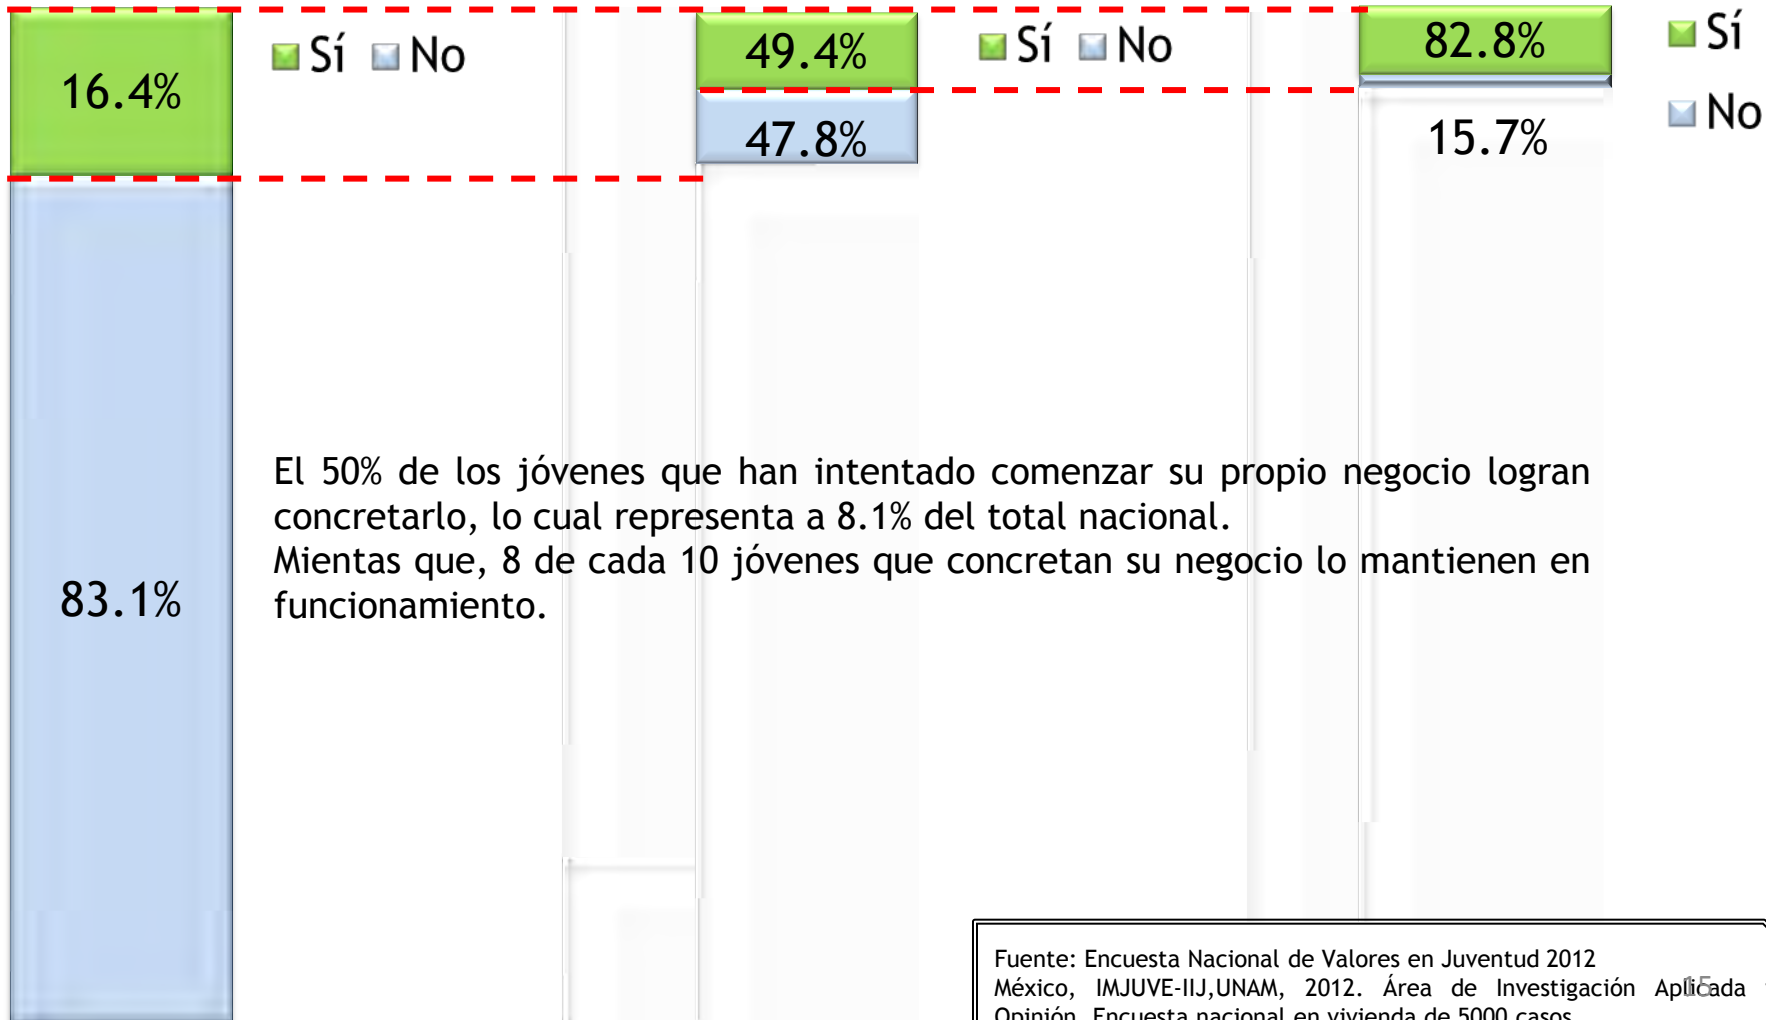 16.4%
Sí No
49.4%
Sí No
82.8%
Sí
No
47.8%
15.7%
83.1%
El 50% de los jóvenes que han intentado comenzar su propio negocio logran
concretarlo, lo cual representa a 8.1% del total nacional.
Mientas que, 8 de cada 10 jóvenes que concretan su negocio lo mantienen en
funcionamiento.
Fuente: Encuesta Nacional de Valores en Juventud 2012
México, IMJUVE-IIJ,UNAM, 2012. Área de Investigación Aplicada
Opinión. Encuesta nacional en vivienda de 5000 casos
15